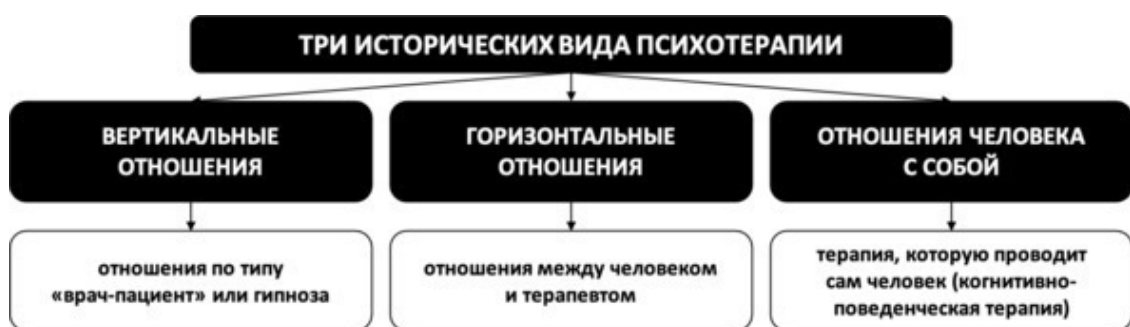 ТРИ ИСТОРИЧЕСКИХ ВИДА ПСИХОТЕРАПИИ
ВЕРТИКАЛЬНЫЕ
ОТНОШЕНИЯ
отношения по типу
«врач-пациент» или гипноза
ГОРИЗОНТАЛЬНЫЕ
ОТНОШЕНИЯ
отношения между человеком
и терапевтом
ОТНОШЕНИЯ ЧЕЛОВЕКА
С СОБОЙ
терапия, которую проводит
сам человек (когнитивно-
поведенческая терапия)